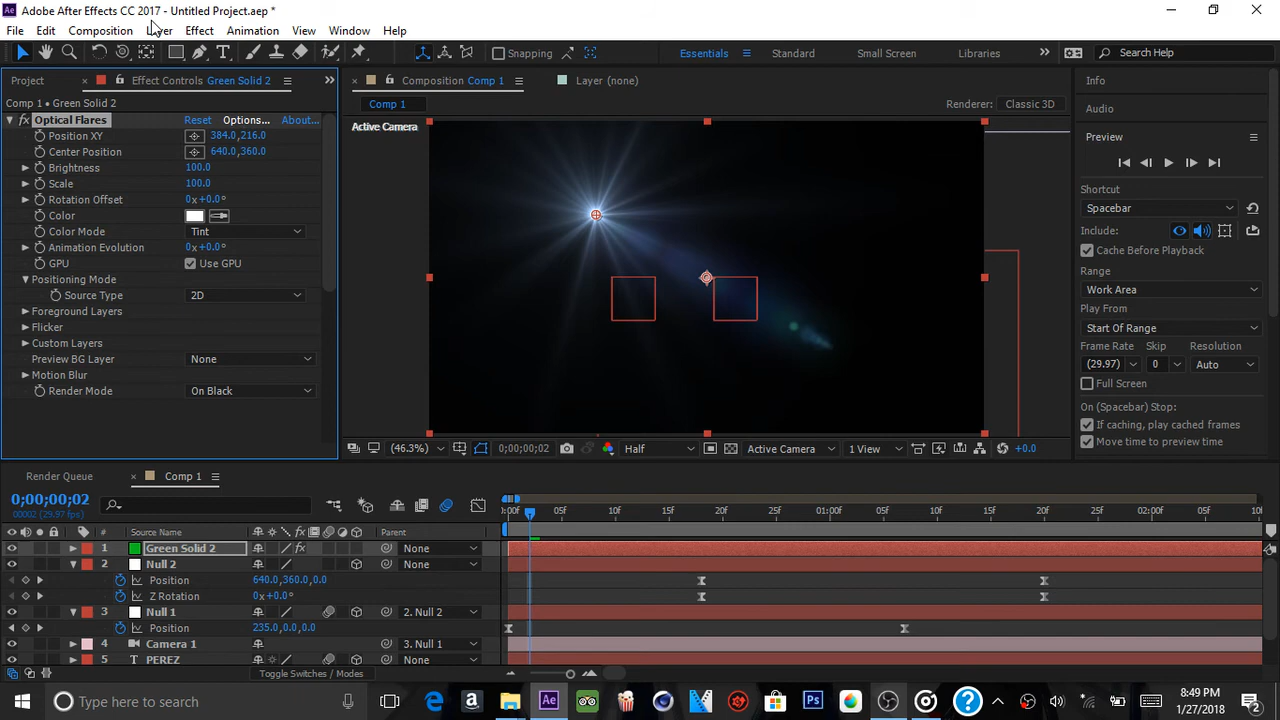 Adobe After Effects CC 2017 - Untitled Project.aep *
File Edit Composition Layer Effect Animation View Window Help
Snapping Essentials Standard Small Screen Libraries Search Help
Project Effect Controls Green Solid 2 Composition Comp 1 Layer (none) Info
Comp 1 • Green Solid 2
Comp 1 Renderer: Classic 3D
Audio
fx Optical Flares Reset Options... About...
Active Camera
Position XY 384.0,216.0
Preview
Center Position 640.0,360.0
Brightness 100.0
Scale 100.0
Shortcut
Rotation Offset 0x+0.0°
Spacebar
Color
Color Mode Tint
Include:
Animation Evolution 0x+0.0°
Cache Before Playback
GPU Use GPU
Range
Positioning Mode
Work Area
Source Type 2D
Play From
Foreground Layers
Flicker
Start Of Range
Custom Layers
Frame Rate Skip Resolution
Preview BG Layer None
(29.97) 0 Auto
Motion Blur
Full Screen
Render Mode On Black
On (Spacebar) Stop:
If caching, play cached frames
Move time to preview time
(46.3%) 0;00;00;02 Half Active Camera 1 View +0.0
Render Queue Comp 1
0;00;00;02
00002 (29.97 fps)
0:00f 05f 10f 15f 20f 01:00f 05f 10f 15f 20f 02:00f 05f 10
# Source Name fx Parent
1 Green Solid 2 fx None
2 Null 2 None
Position 640.0,360.0,0.0
Z Rotation 0x+0.0°
3 Null 1 2. Null 2
Position 235.0,0.0,0.0
4 Camera 1 3. Null 1
5 T PEREZ None
Toggle Switches / Modes
Type here to search
8:49 PM
1/27/2018